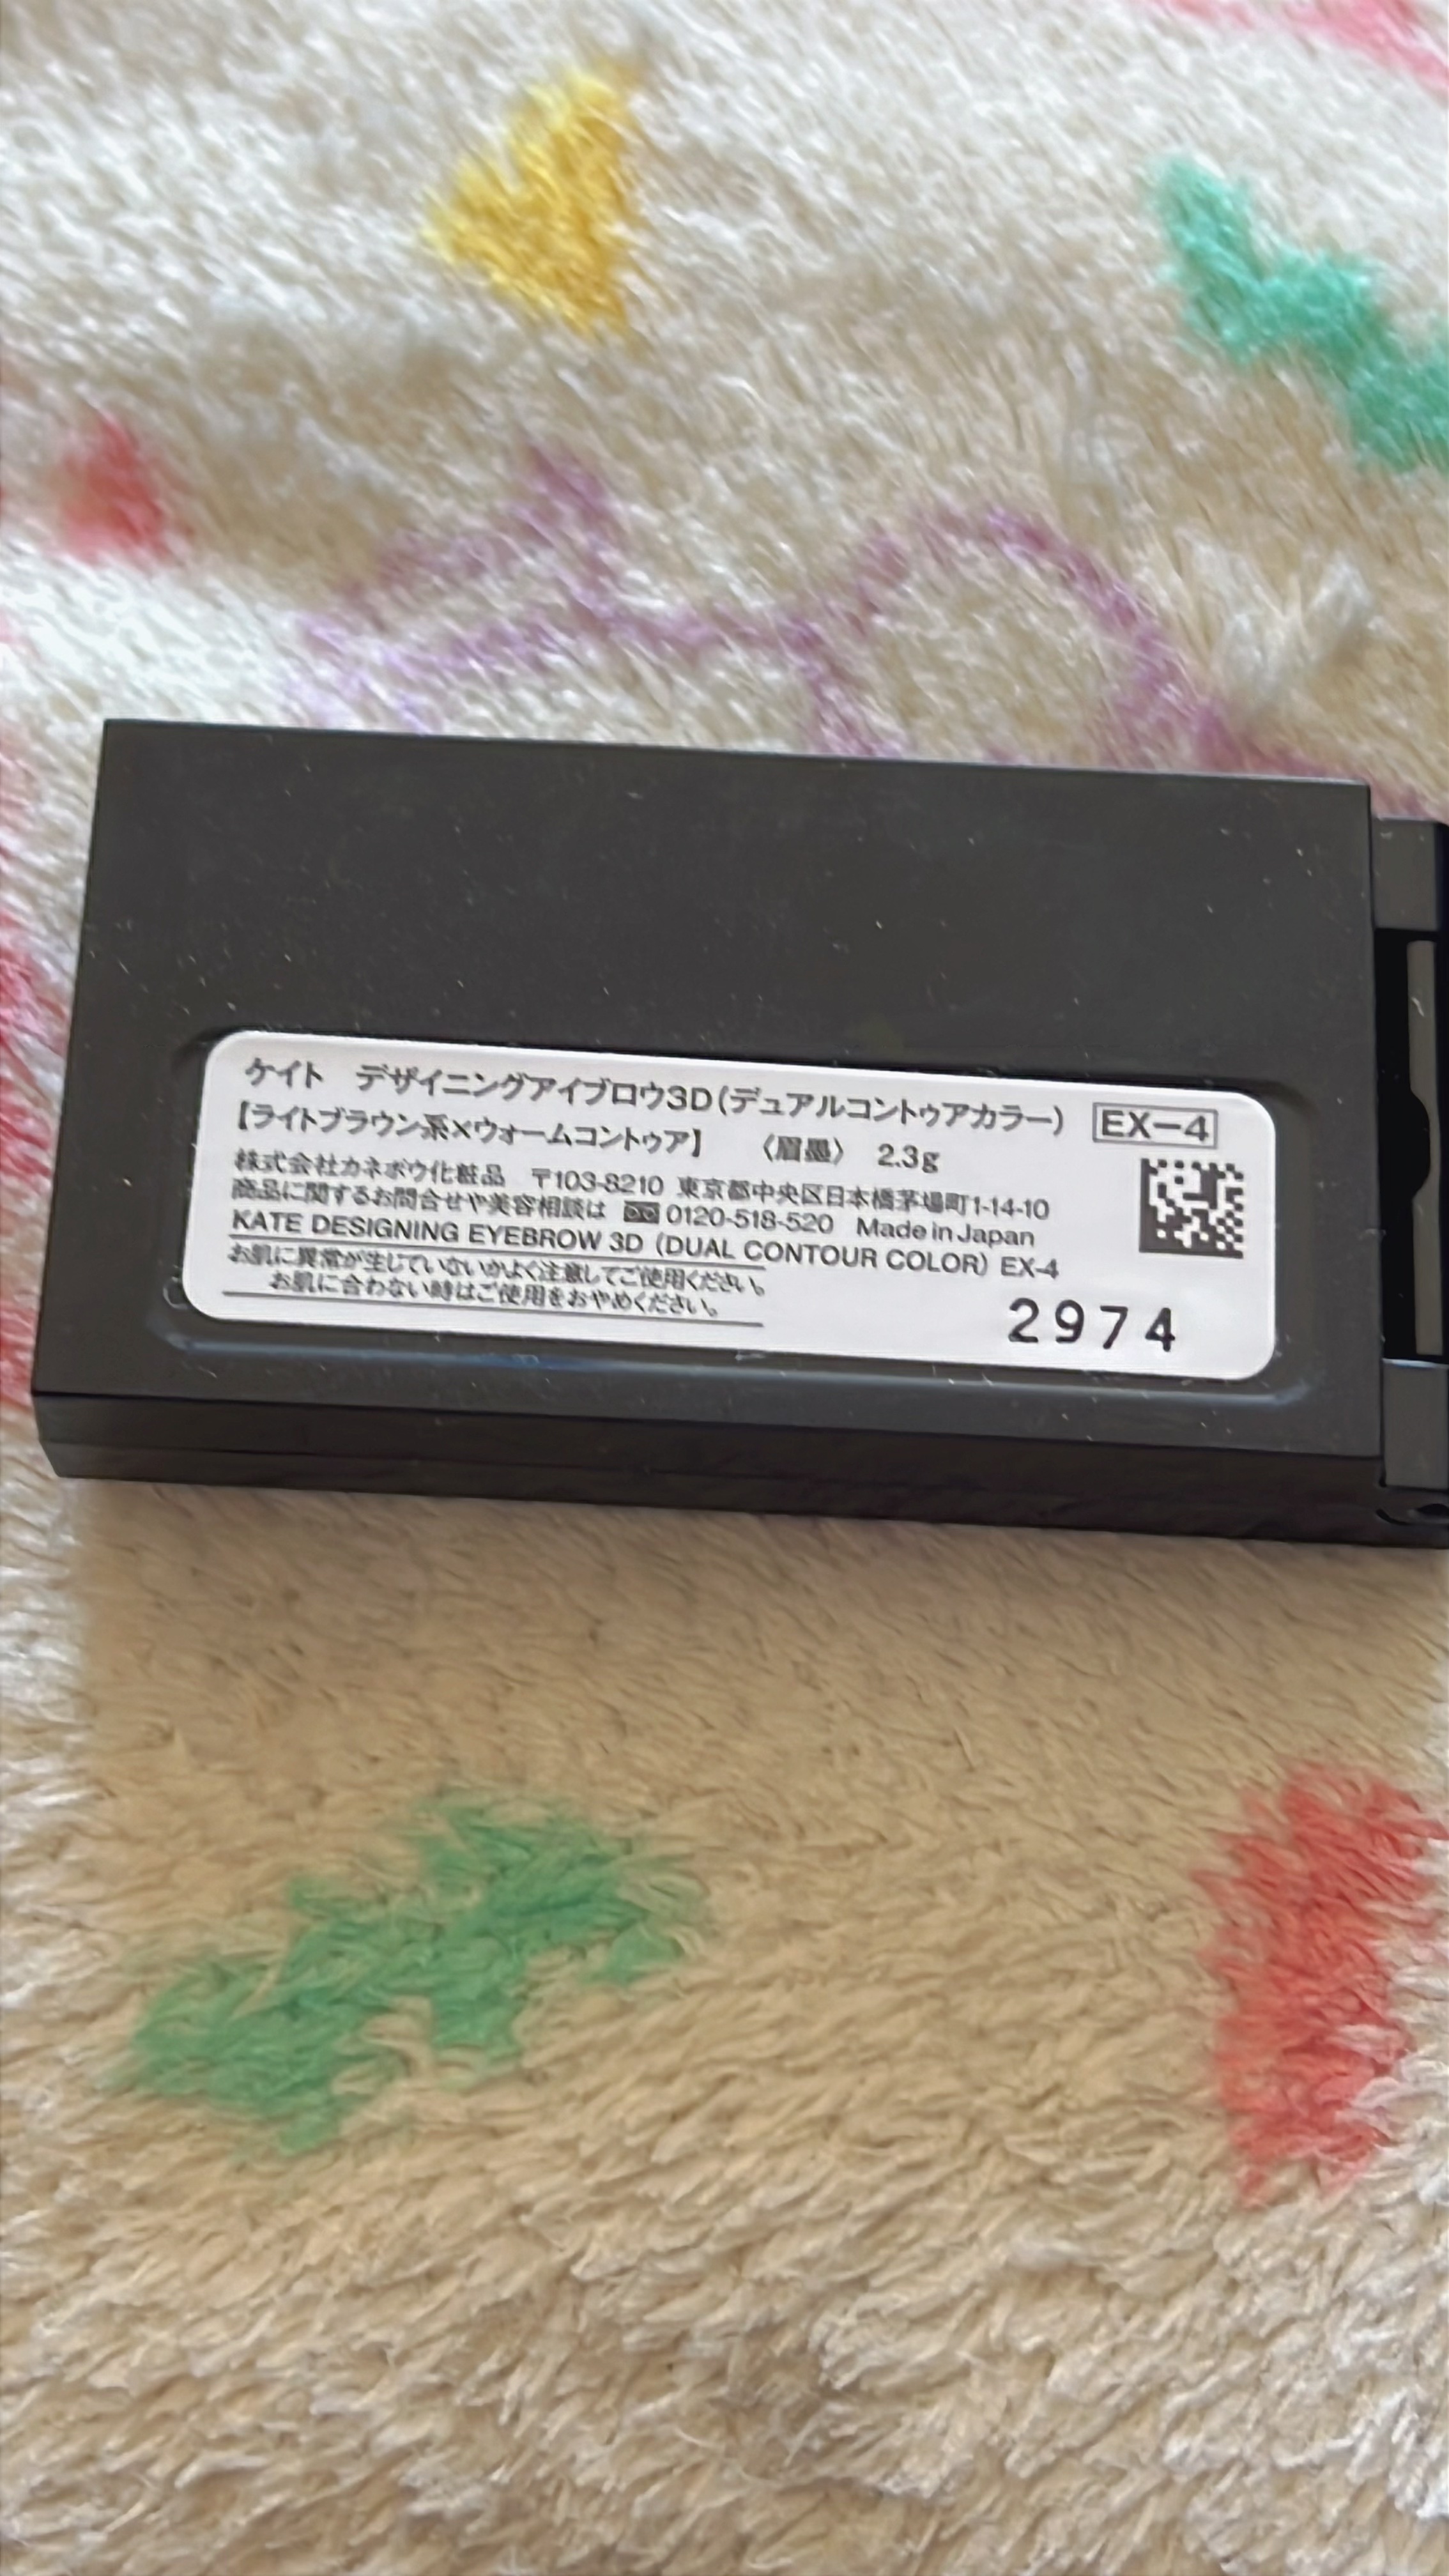 ケイト　デザイニングアイブロウ3D(デュアルコントゥアカラー) EX-4
【ライトブラウン系×ウォームコントゥア】　〈眉墨〉 2.3g
株式会社カネボウ化粧品　〒103-8210 東京都中央区日本橋茅場町1-14-10
商品に関するお問合せや美容相談は 0120-518-520 Made in Japan
KATE DESIGNING EYEBROW 3D (DUAL CONTOUR COLOR) EX-4
お肌に異常が生じていないかよく注意してご使用ください。
お肌に合わない時はご使用をおやめください。
2974